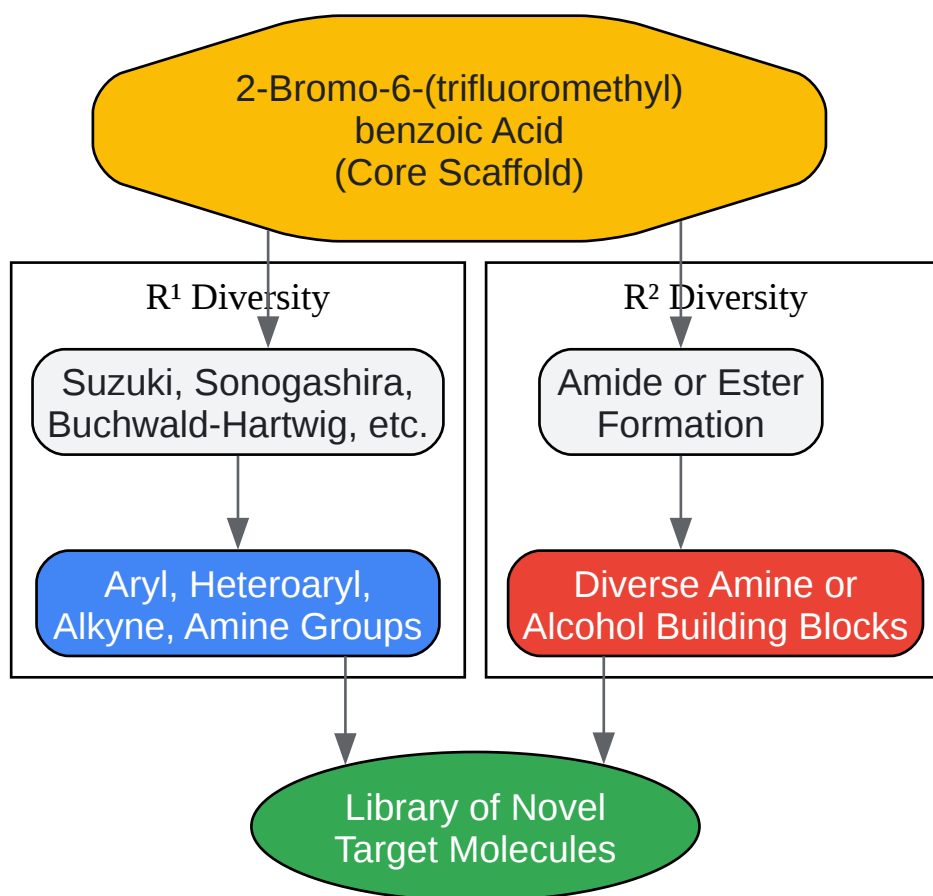 2-Bromo-6-(trifluoromethyl)
benzoic Acid
(Core Scaffold)
R¹ Diversity
R² Diversity
Suzuki, Sonogashira,
Buchwald-Hartwig, etc.
Amide or Ester
Formation
Aryl, Heteroaryl,
Alkyne, Amine Groups
Diverse Amine or
Alcohol Building Blocks
Library of Novel
Target Molecules